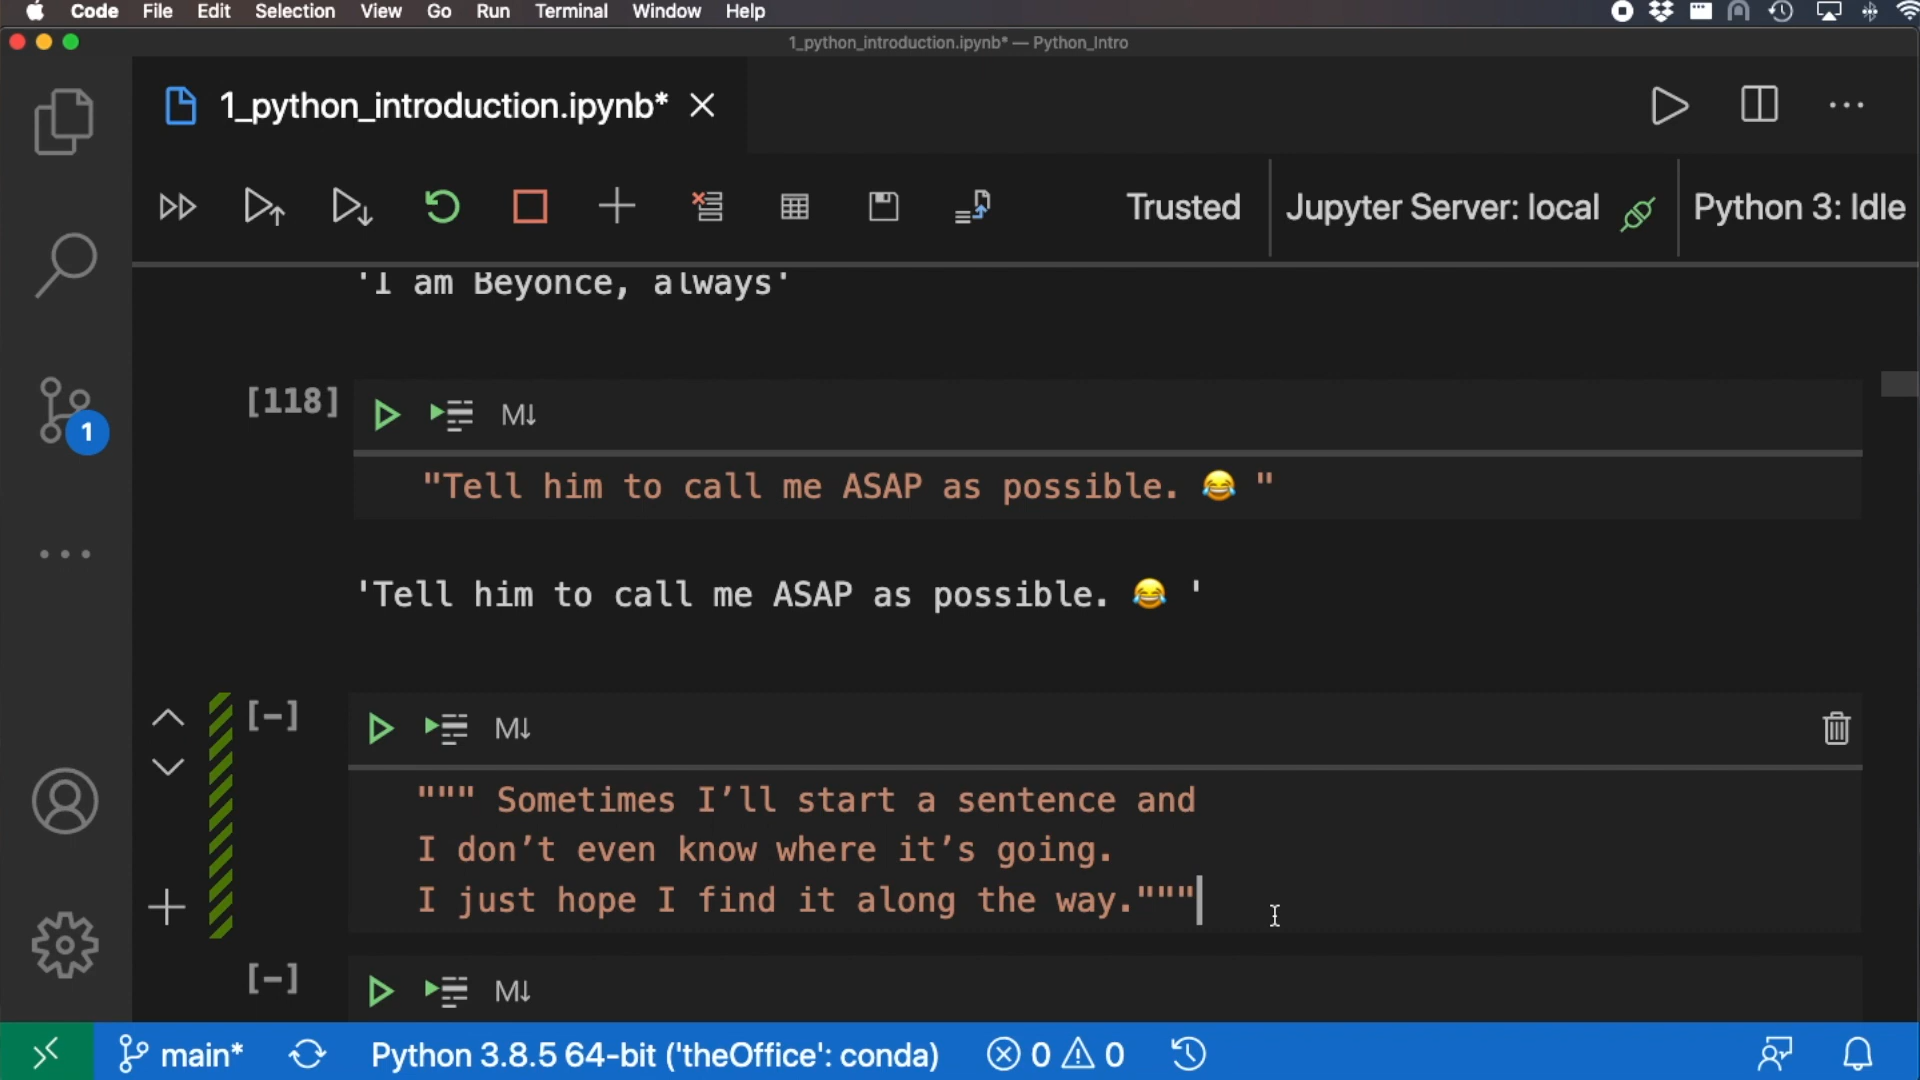 Code File Edit Selection View Go Run Terminal Window Help
1_python_introduction.ipynb* — Python_Intro
1_python_introduction.ipynb*
Trusted Jupyter Server: local Python 3: Idle
'I am Beyonce, always'
[118]
M↓
"Tell him to call me ASAP as possible. 😂 "
'Tell him to call me ASAP as possible. 😂 '
[-]
M↓
""" Sometimes I’ll start a sentence and
I don’t even know where it’s going.
I just hope I find it along the way."""
[-]
M↓
1
main* Python 3.8.5 64-bit ('theOffice': conda) 0 0